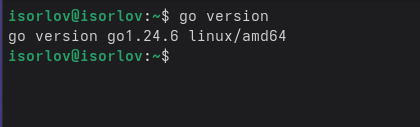 isorlov@isorlov:~$ go version
go version go1.24.6 linux/amd64
isorlov@isorlov:~$